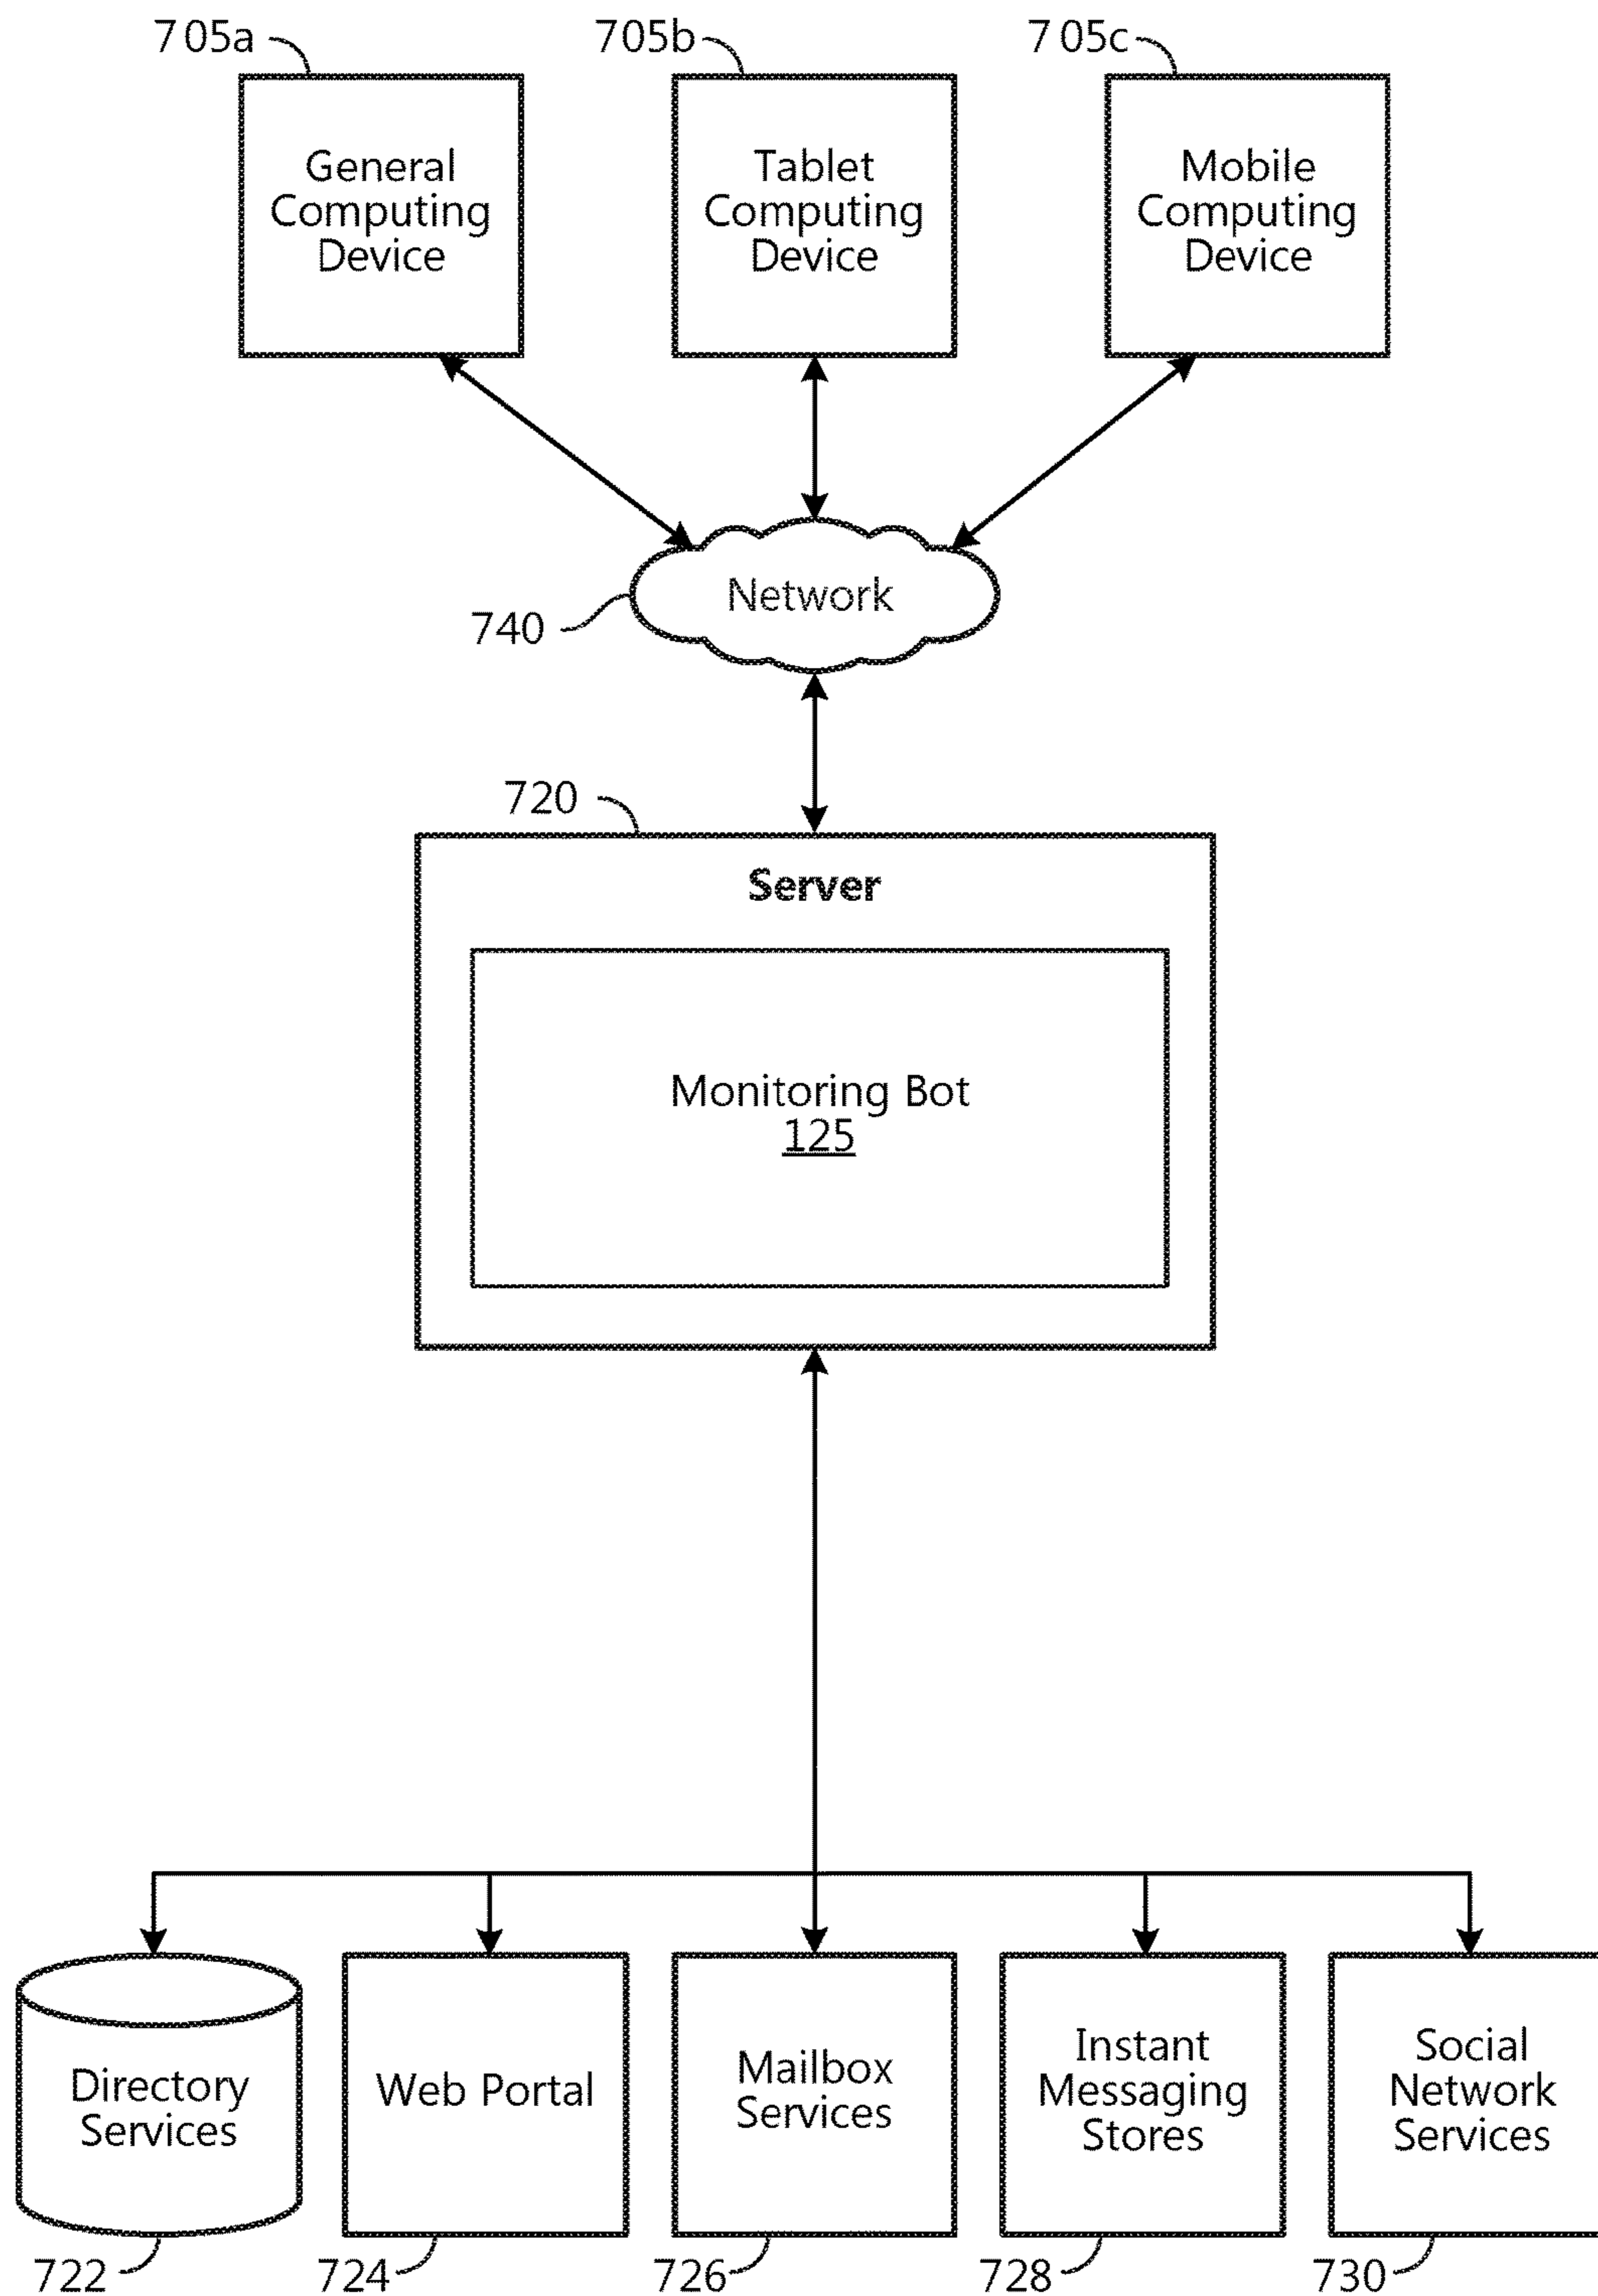 705a
705b
705c
General
Computing
Device
Tablet
Computing
Device
Mobile
Computing
Device
Network
740
720
Server
Monitoring Bot
125
Directory
Services
Web Portal
Mailbox
Services
Instant
Messaging
Stores
Social
Network
Services
722
724
726
728
730